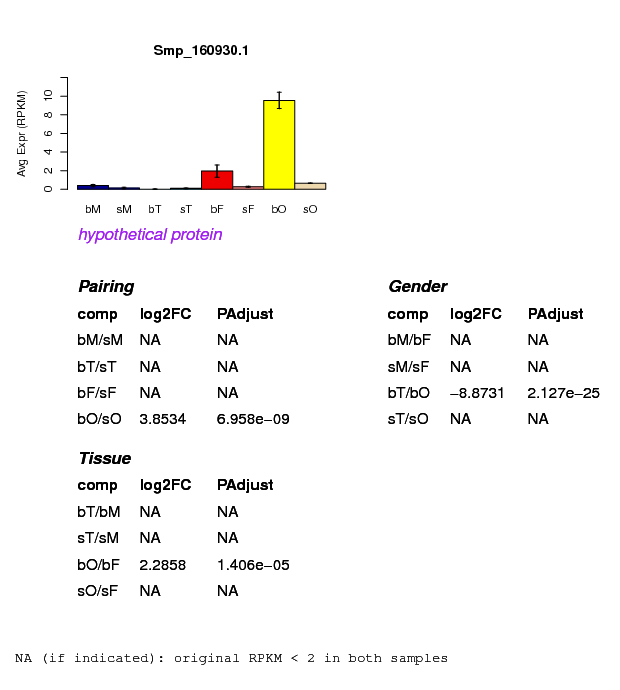 Smp_160930.1
Avg Expr (RPKM)
0 2 4 6 8 10
bM sM bT sT bF sF bO sO
hypothetical protein
Pairing
comp log2FC PAdjust
bM/sM NA NA
bT/sT NA NA
bF/sF NA NA
bO/sO 3.8534 6.958e−09
Gender
comp log2FC PAdjust
bM/bF NA NA
sM/sF NA NA
bT/bO −8.8731 2.127e−25
sT/sO NA NA
Tissue
comp log2FC PAdjust
bT/bM NA NA
sT/sM NA NA
bO/bF 2.2858 1.406e−05
sO/sF NA NA
NA (if indicated): original RPKM < 2 in both samples